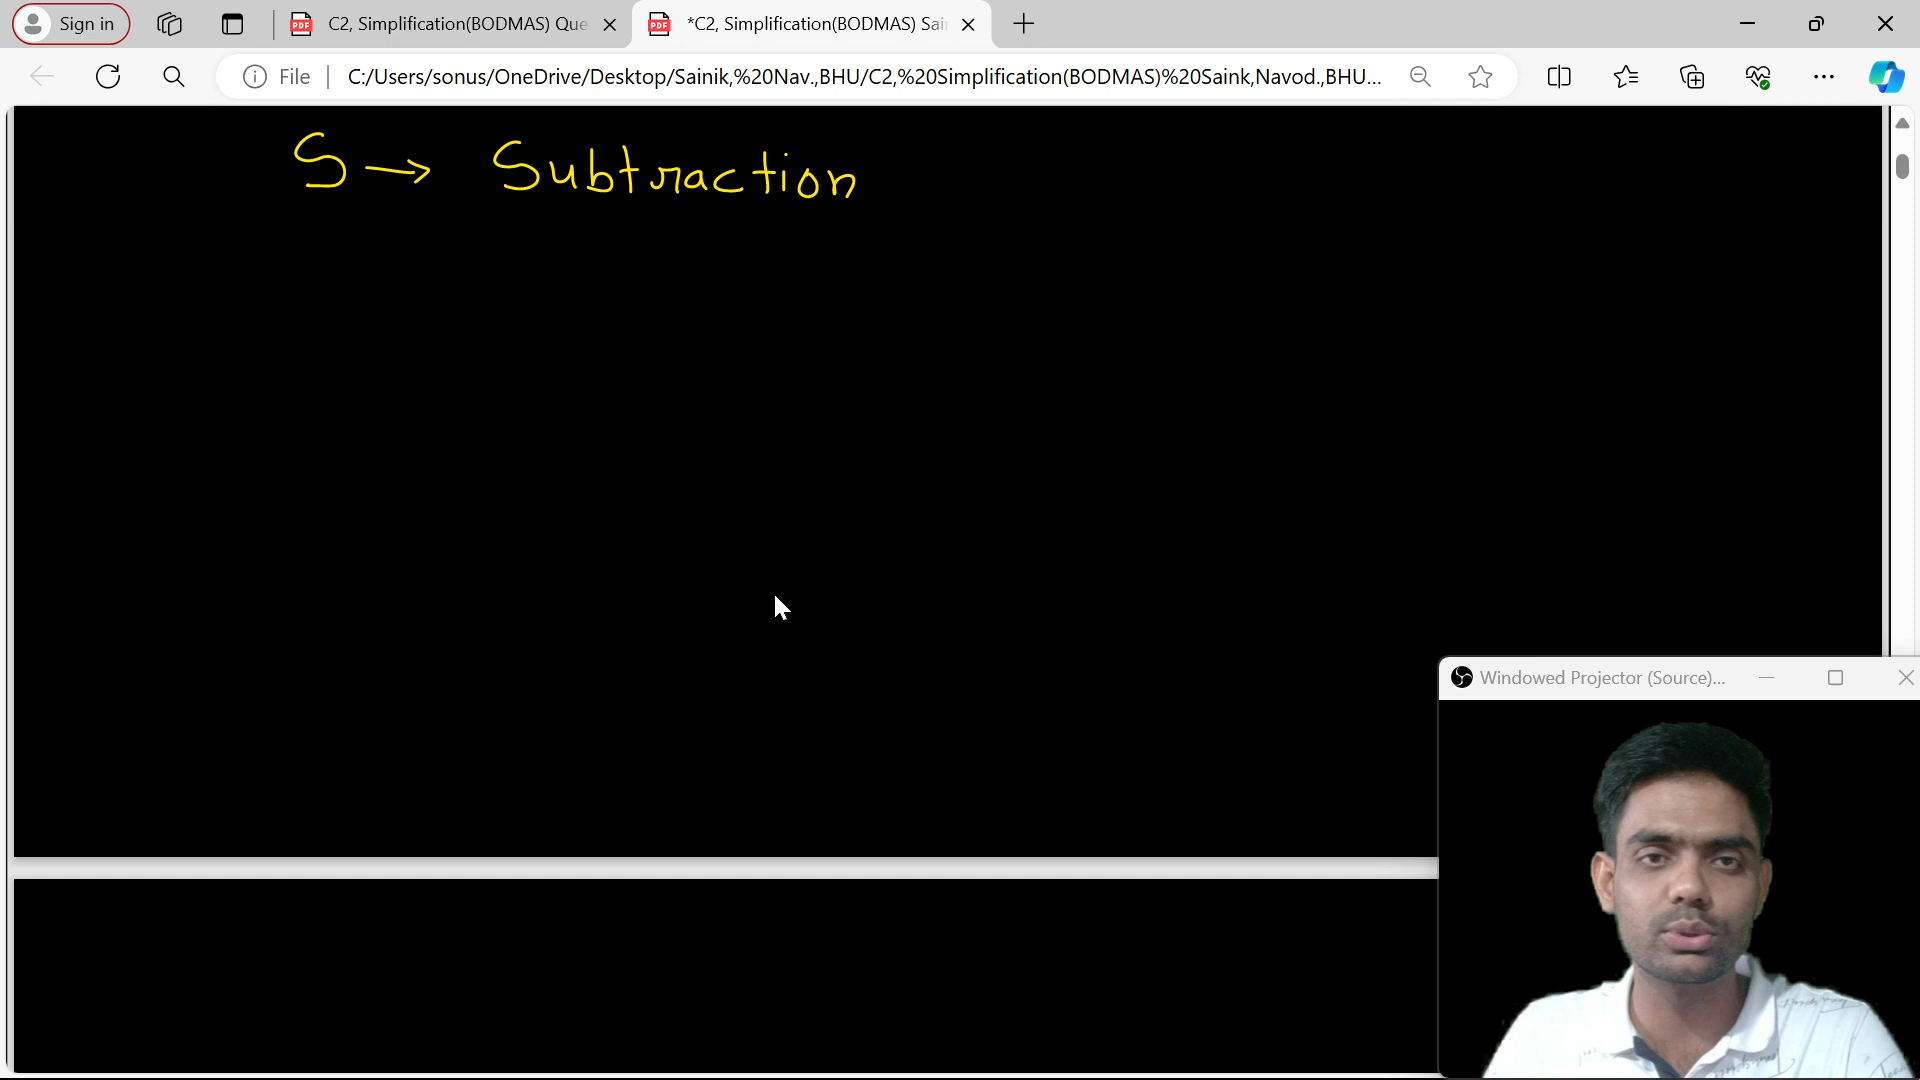 Sign in
C2, Simplification(BODMAS) Que
*C2, Simplification(BODMAS) Sai
File
C:/Users/sonus/OneDrive/Desktop/Sainik,%20Nav.,BHU/C2,%20Simplification(BODMAS)%20Saink,Navod.,BHU...
S → Subtraction
Windowed Projector (Source)...